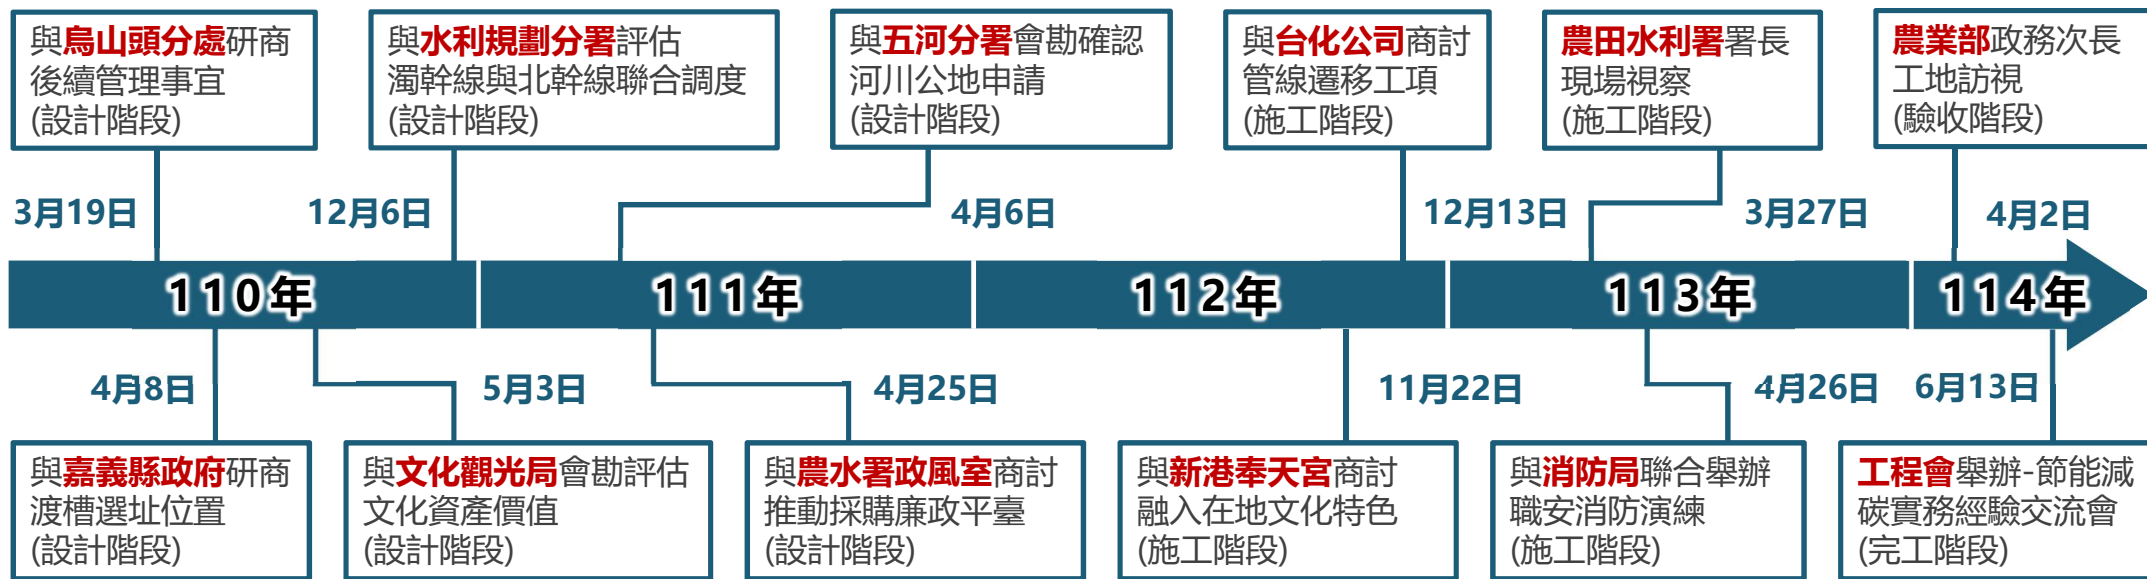 與烏山頭分處研商
後續管理事宜
(設計階段)
與水利規劃分署評估
濁幹線與北幹線聯合調度
(設計階段)
與五河分署會勘確認
河川公地申請
(設計階段)
與台化公司商討
管線遷移工項
(施工階段)
農田水利署署長
現場視察
(施工階段)
農業部政務次長
工地訪視
(驗收階段)
3月19日
12月6日
4月6日
12月13日
3月27日
4月2日
110年
111年
112年
113年
114年
4月8日
5月3日
4月25日
11月22日
4月26日
6月13日
與嘉義縣政府研商
渡槽選址位置
(設計階段)
與文化觀光局會勘評估
文化資產價值
(設計階段)
與農水署政風室商討
推動採購廉政平臺
(設計階段)
與新港奉天宮商討
融入在地文化特色
(施工階段)
與消防局聯合舉辦
職安消防演練
(施工階段)
工程會舉辦-節能減
碳實務經驗交流會
(完工階段)